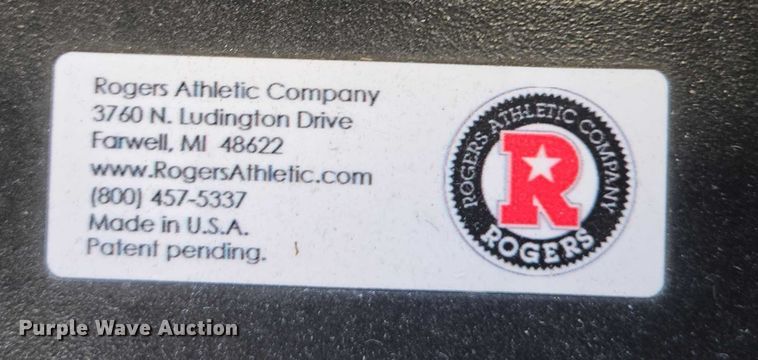 Rogers Athletic Company
3760 N. Ludington Drive
Farwell, MI 48622
www.RogersAthletic.com
(800) 457-5337
Made in U.S.A.
Patent pending.
ROGERS ATHLETIC COMPANY
R
ROGERS
Purple Wave Auction